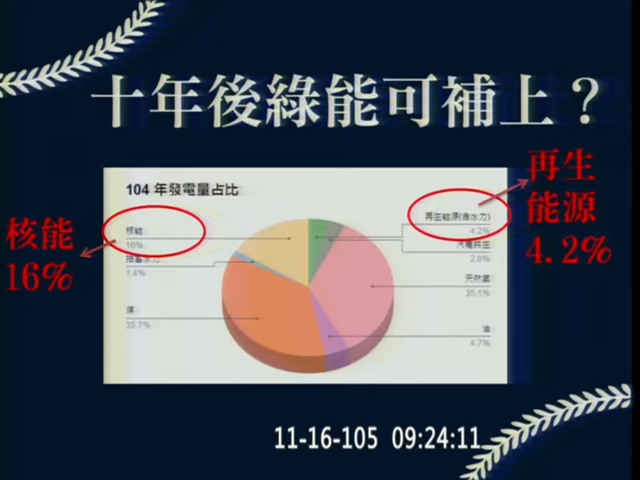 十年後綠能可補上？
104 年發電量占比
核能
16%
抽蓄水力
1.4%
煤
35.7%
再生能源(含水力)
4.2%
汽電共生
2.8%
天然氣
35.1%
油
4.7%
核能
16%
再生
能源
4.2%
11-16-105 09:24:11